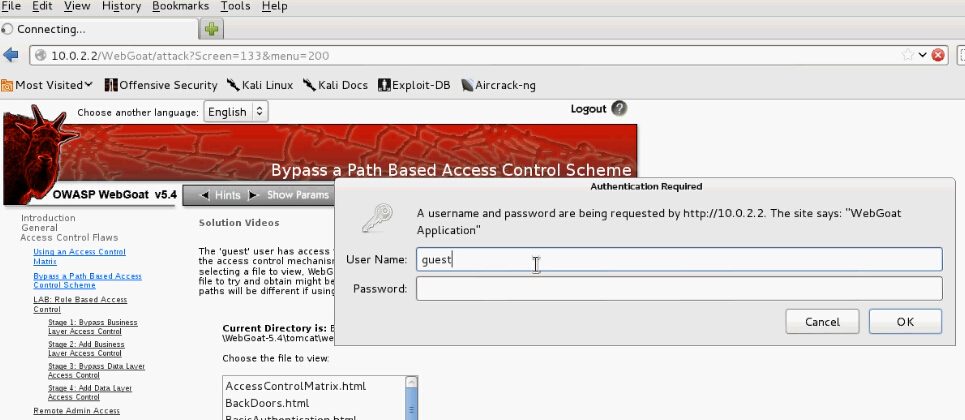 File Edit View History Bookmarks Tools Help
Connecting...
10.0.2.2/WebGoat/attack?Screen=133&menu=200
Most Visited Offensive Security Kali Linux Kali Docs Exploit-DB Aircrack-ng
Choose another language: English Logout ?
Bypass a Path Based Access Control Scheme
OWASP WebGoat v5.4 Hints Show Params
Introduction
General
Access Control Flaws
Using an Access Control
Matrix
Bypass a Path Based Access
Control Scheme
LAB: Role Based Access
Control
Stage 1: Bypass Business
Layer Access Control
Stage 2: Add Business
Layer Access Control
Stage 3: Bypass Data Layer
Access Control
Stage 4: Add Data Layer
Access Control
Remote Admin Access
Solution Videos
The 'guest' user has access
the access control mechanis
selecting a file to view, WebG
file to try and obtain might be
paths will be different if using
Current Directory is:
\WebGoat-5.4\tomcat\we
Choose the file to view:
AccessControlMatrix.html
BackDoors.html
BasicAuthentication.html
Authentication Required
A username and password are being requested by http://10.0.2.2. The site says: "WebGoat
Application"
User Name: guest
Password:
Cancel OK